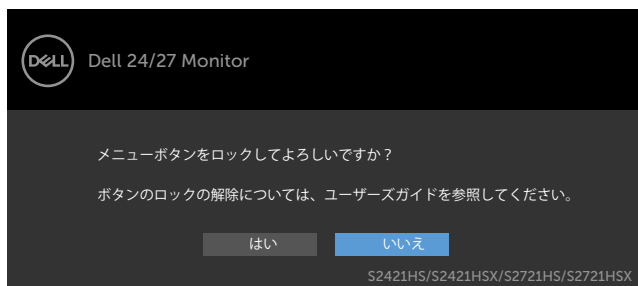 DELL
Dell 24/27 Monitor
メニューボタンをロックしてよろしいですか？
ボタンのロックの解除については、ユーザーズガイドを参照してください。
はい
いいえ
S2421HS/S2421HSX/S2721HS/S2721HSX